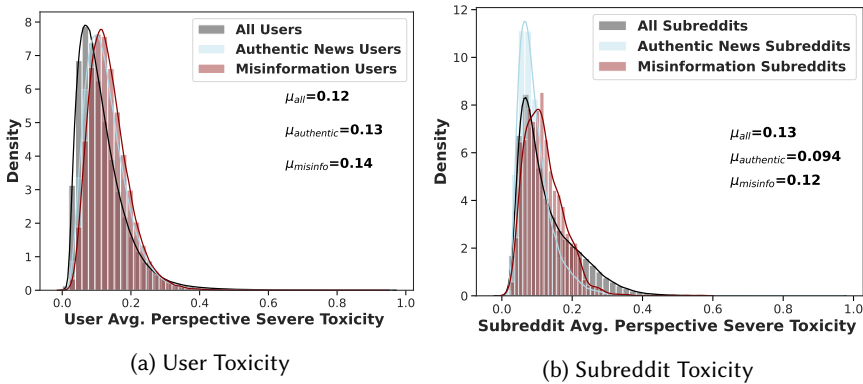 All Users
Authentic News Users
Misinformation Users
μall=0.12
μauthentic=0.13
μmisinfo=0.14
Density
8
7
6
5
4
3
2
1
0
0.0 0.2 0.4 0.6 0.8 1.0
User Avg. Perspective Severe Toxicity
(a) User Toxicity
All Subreddits
Authentic News Subreddits
Misinformation Subreddits
μall=0.13
μauthentic=0.094
μmisinfo=0.12
Density
12
10
8
6
4
2
0
0.0 0.2 0.4 0.6 0.8 1.0
Subreddit Avg. Perspective Severe Toxicity
(b) Subreddit Toxicity